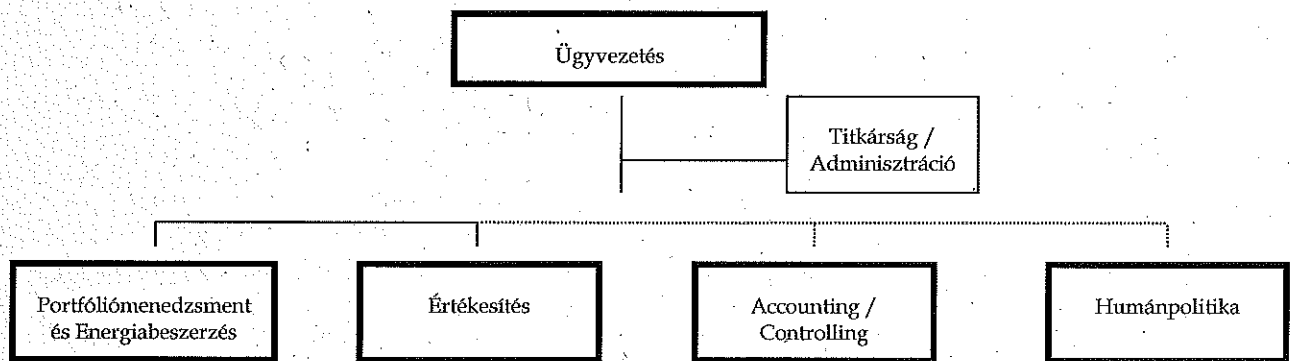 Ügyvezetés
Titkárság /
Adminisztráció
Portfóliómenedzsment
és Energiabeszerzés
Értékesítés
Accounting /
Controlling
Humánpolitika